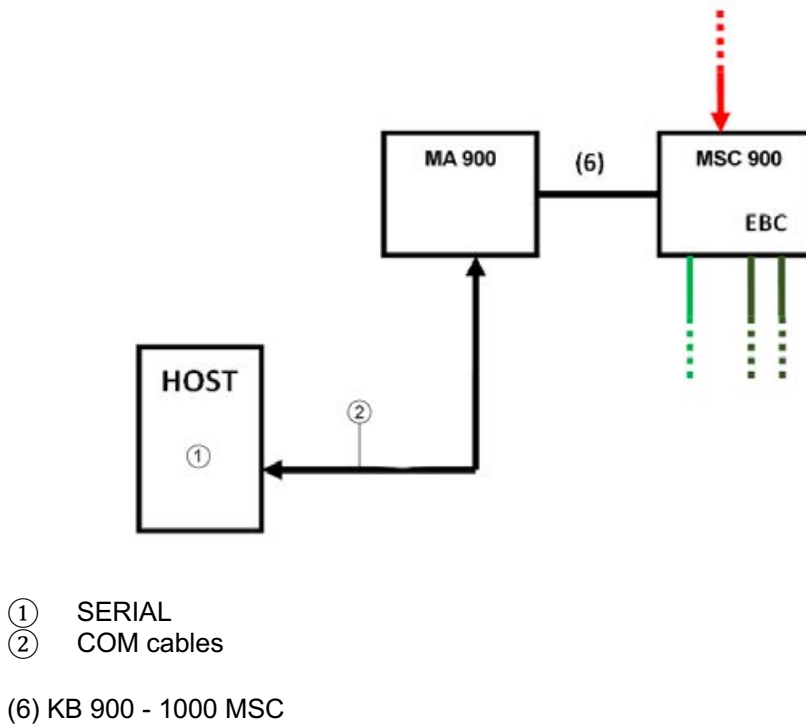 MA 900
(6)
MSC 900
EBC
HOST
②
①
① SERIAL
② COM cables
(6) KB 900 - 1000 MSC